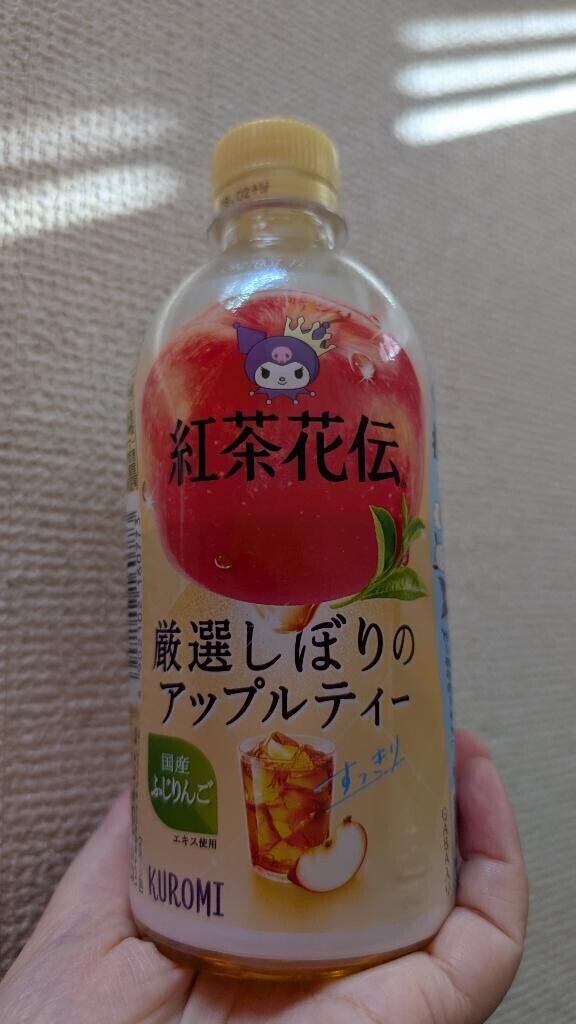 紅茶花伝
厳選しぼりの
アップルティー
国産
ふじりんご
エキス使用
すっきり
KUROMI